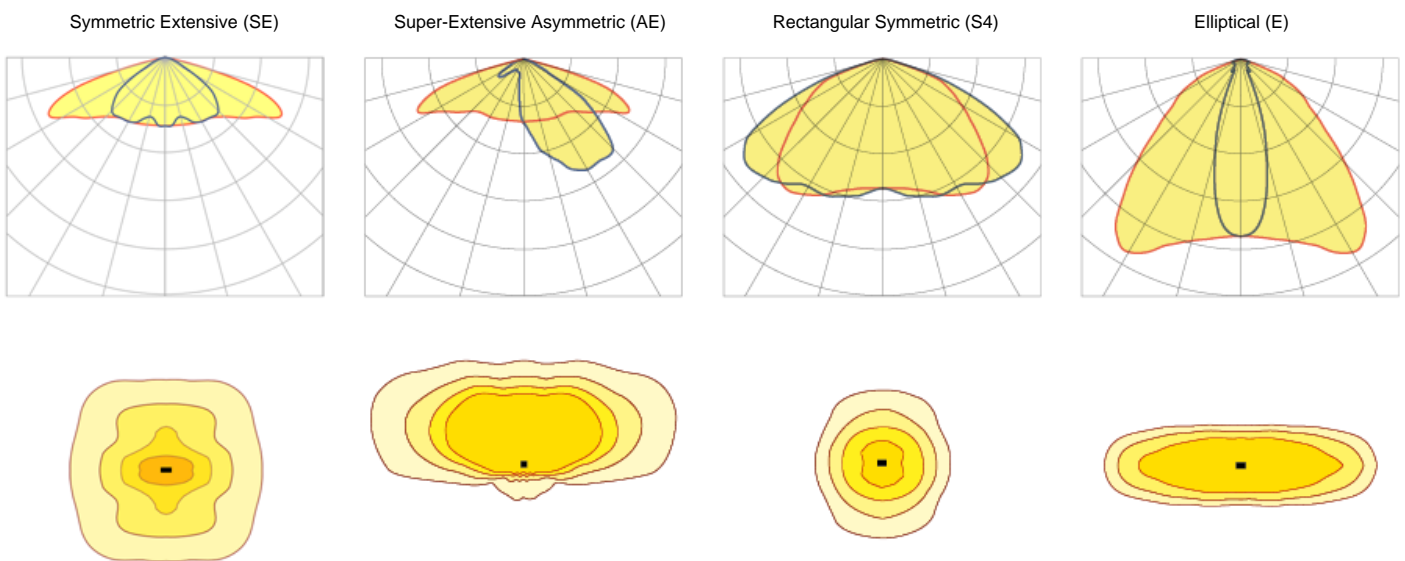 Symmetric Extensive (SE)
Super-Extensive Asymmetric (AE)
Rectangular Symmetric (S4)
Elliptical (E)